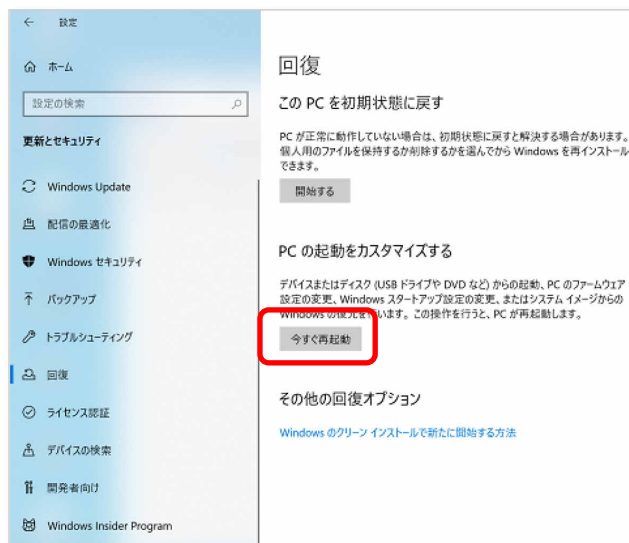 設定
ホーム
設定の検索
更新とセキュリティ
Windows Update
配信の最適化
Windows セキュリティ
バックアップ
トラブルシューティング
回復
ライセンス認証
デバイスの検索
開発者向け
Windows Insider Program
回復
この PC を初期状態に戻す
PC が正常に動作していない場合は、初期状態に戻すと解決する場合があります。
個人用のファイルを保持するか削除するかを選んでから Windows を再インストール
できます。
開始する
PC の起動をカスタマイズする
デバイスまたはディスク (USB ドライブや DVD など) からの起動、PC のファームウェア
設定の変更、Windows スタートアップ設定の変更、またはシステム イメージからの
Windows の復元を行います。この操作を行うと、PC が再起動します。
今すぐ再起動
その他の回復オプション
Windows のクリーン インストールで新たに開始する方法